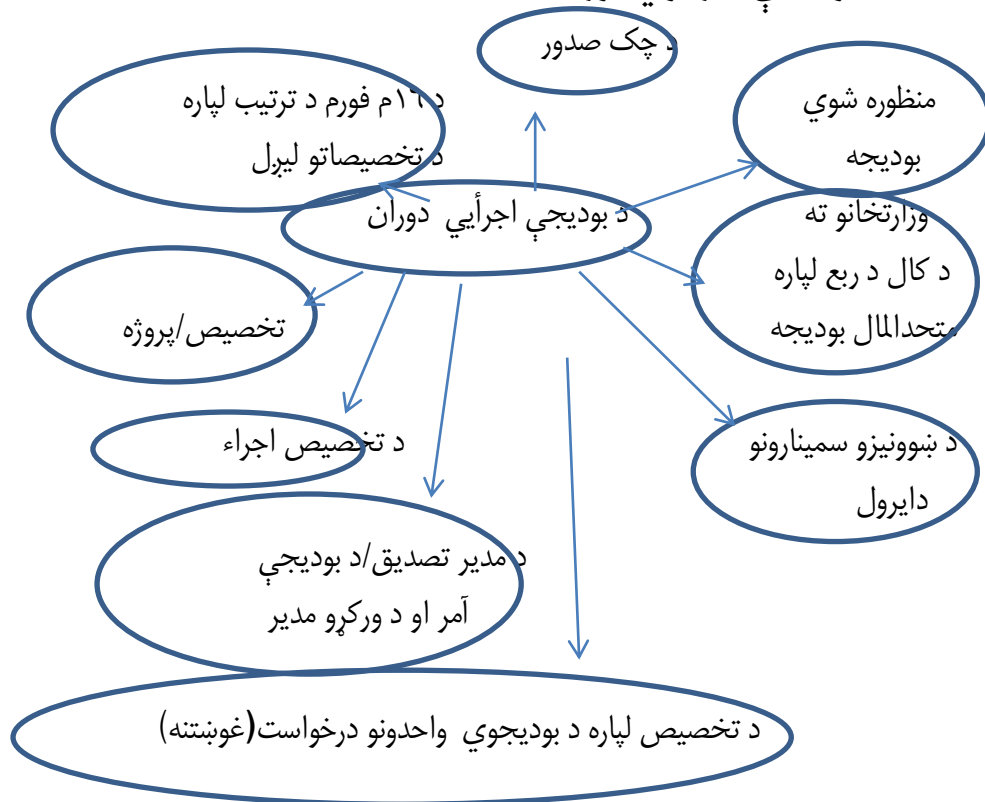 د چک صدور
منظوره شوي
بودیجه
د ۱٦م فورم د ترتیب لپاره
د تخصیصاتو لیږل
د بودیجې اجرأیي دوران
وزارتخانو ته
د کال د ربع لپاره
متحدالمال بودیجه
تخصیص/پروژه
د تخصیص اجراء
د ښوونیزو سمینارونو
دایرول
د مدیر تصدیق/د بودیجې
آمر او د ورکړو مدیر
د تخصیص لپاره د بودیجوي واحدونو درخواست(غوښتنه)